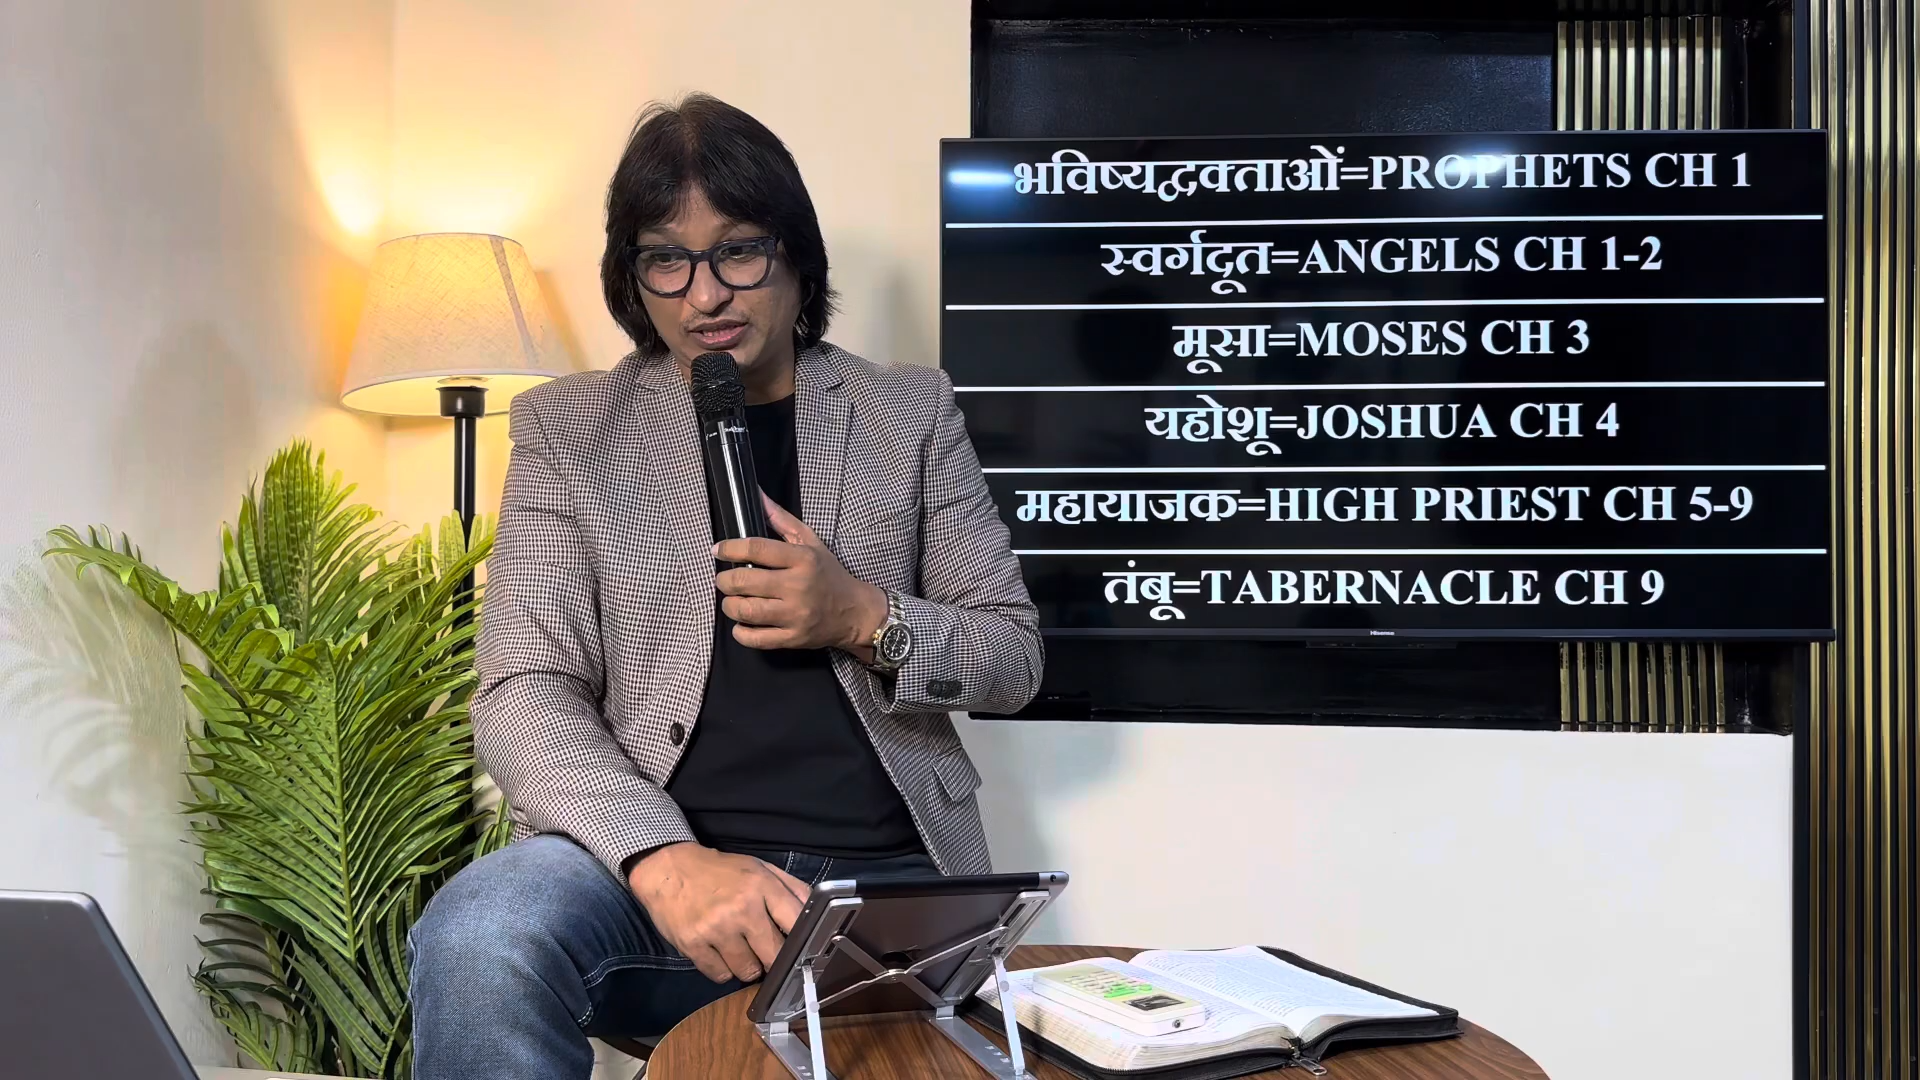 भविष्यद्वक्ताओं=PROPHETS CH 1
स्वर्गदूत=ANGELS CH 1-2
मूसा=MOSES CH 3
यहोशू=JOSHUA CH 4
महायाजक=HIGH PRIEST CH 5-9
तंबू=TABERNACLE CH 9
Hisense